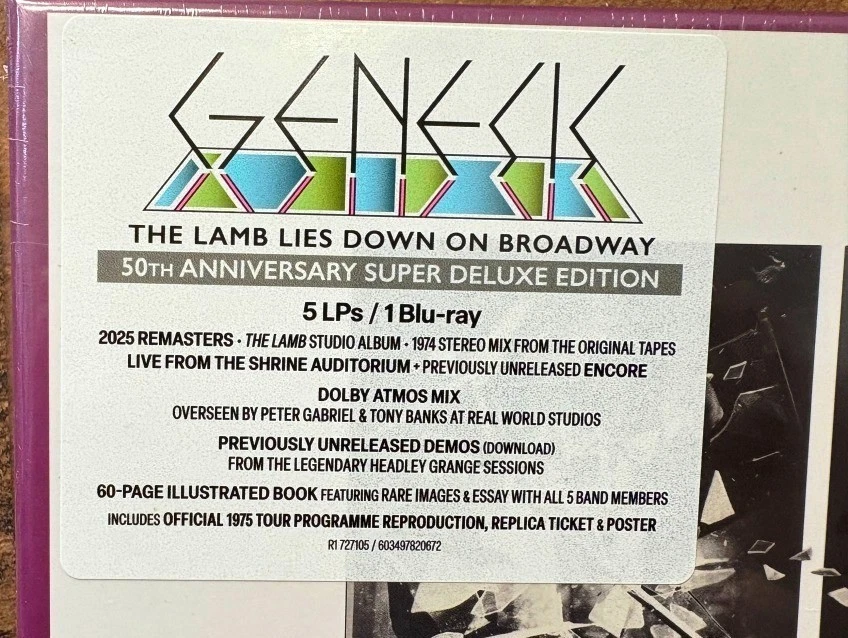 GENESIS
THE LAMB LIES DOWN ON BROADWAY
50TH ANNIVERSARY SUPER DELUXE EDITION
5 LPs / 1 Blu-ray
2025 REMASTERS • THE LAMB STUDIO ALBUM • 1974 STEREO MIX FROM THE ORIGINAL TAPES
LIVE FROM THE SHRINE AUDITORIUM + PREVIOUSLY UNRELEASED ENCORE
DOLBY ATMOS MIX
OVERSEEN BY PETER GABRIEL & TONY BANKS AT REAL WORLD STUDIOS
PREVIOUSLY UNRELEASED DEMOS (DOWNLOAD)
FROM THE LEGENDARY HEADLEY GRANGE SESSIONS
60-PAGE ILLUSTRATED BOOK FEATURING RARE IMAGES & ESSAY WITH ALL 5 BAND MEMBERS
INCLUDES OFFICIAL 1975 TOUR PROGRAMME REPRODUCTION, REPLICA TICKET & POSTER
R1 727105 / 603497820672